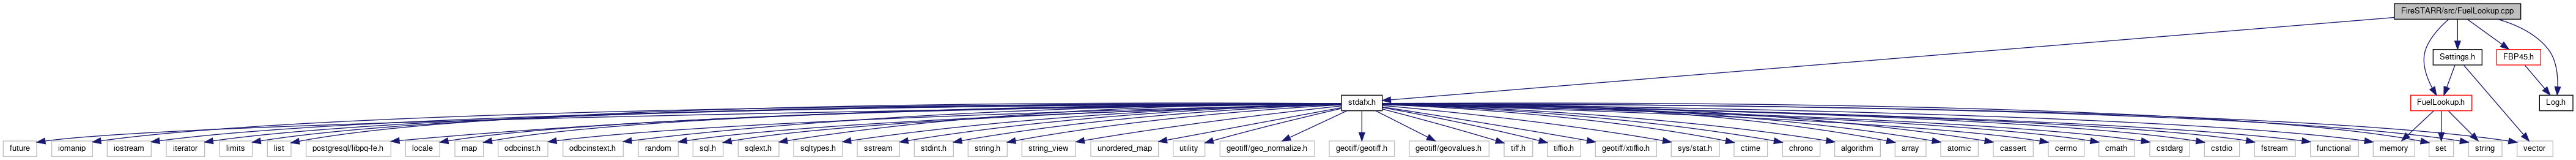 FireSTARR/src/FuelLookup.cpp
Settings.h
FBP45.h
stdafx.h
FuelLookup.h
Log.h
future
iomanip
iostream
iterator
limits
list
postgresql/libpq-fe.h
locale
map
odbcinst.h
odbcinstext.h
random
sql.h
sqlext.h
sqltypes.h
sstream
stdint.h
string.h
string_view
unordered_map
utility
geotiff/geo_normalize.h
geotiff/geotiff.h
geotiff/geovalues.h
tiff.h
tiffio.h
geotiff/xtiffio.h
sys/stat.h
ctime
chrono
algorithm
array
atomic
cassert
cerrno
cmath
cstdarg
cstdio
fstream
functional
memory
set
string
vector